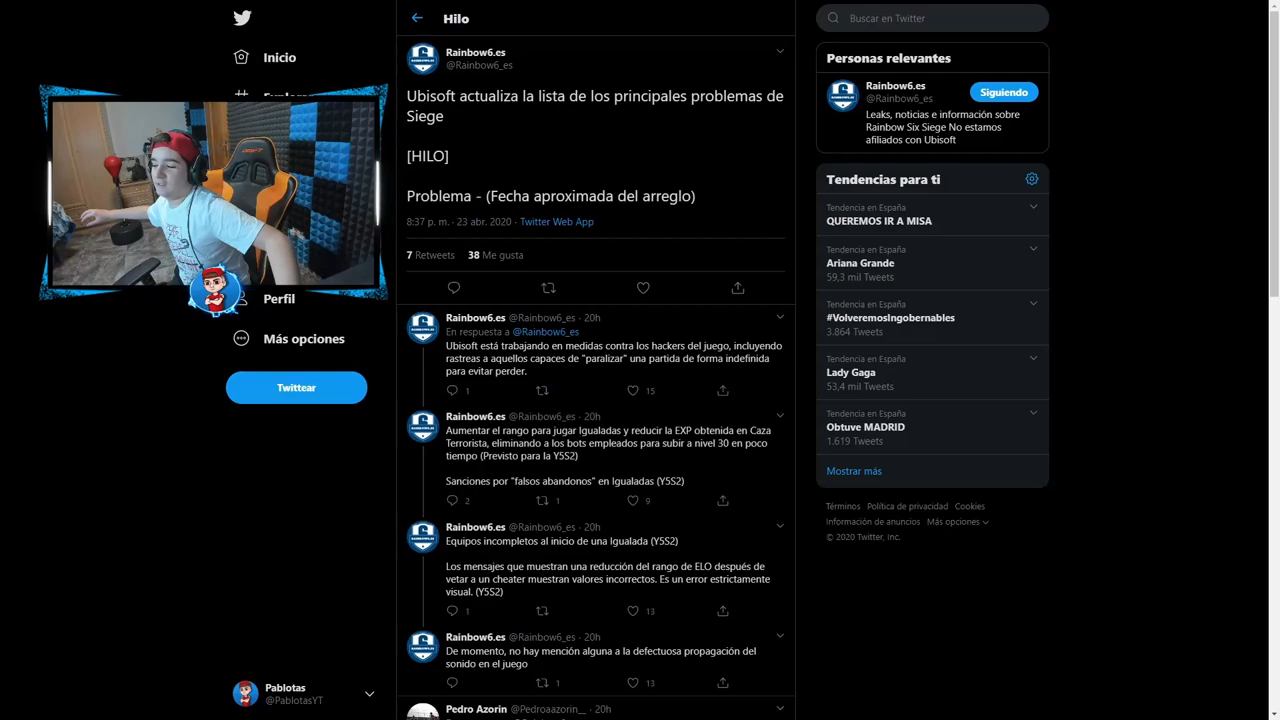 Inicio
Perfil
Más opciones
Twittear
Pablotas
@PablotasYT
Hilo
Rainbow6.es
@Rainbow6_es
Ubisoft actualiza la lista de los principales problemas de
Siege
[HILO]
Problema - (Fecha aproximada del arreglo)
8:37 p. m. · 23 abr. 2020 · Twitter Web App
7 Retweets 38 Me gusta
Rainbow6.es @Rainbow6_es · 20h
En respuesta a @Rainbow6_es
Ubisoft está trabajando en medidas contra los hackers del juego, incluyendo
rastreas a aquellos capaces de "paralizar" una partida de forma indefinida
para evitar perder.
1 15
Rainbow6.es @Rainbow6_es · 20h
Aumentar el rango para jugar Igualadas y reducir la EXP obtenida en Caza
Terrorista, eliminando a los bots empleados para subir a nivel 30 en poco
tiempo (Previsto para la Y5S2)
Sanciones por "falsos abandonos" en Igualadas (Y5S2)
2 1 9
Rainbow6.es @Rainbow6_es · 20h
Equipos incompletos al inicio de una Igualada (Y5S2)
Los mensajes que muestran una reducción del rango de ELO después de
vetar a un cheater muestran valores incorrectos. Es un error estrictamente
visual. (Y5S2)
1 13
Rainbow6.es @Rainbow6_es · 20h
De momento, no hay mención alguna a la defectuosa propagación del
sonido en el juego
1 13
Pedro Azorin @Pedroaazorin__ · 20h
Buscar en Twitter
Personas relevantes
Rainbow6.es
@Rainbow6_es
Siguiendo
Leaks, noticias e información sobre
Rainbow Six Siege No estamos
afiliados con Ubisoft
Tendencias para ti
Tendencia en España
QUEREMOS IR A MISA
Tendencia en España
Ariana Grande
59,3 mil Tweets
Tendencia en España
#VolveremosIngobernables
3.864 Tweets
Tendencia en España
Lady Gaga
53,4 mil Tweets
Tendencia en España
Obtuve MADRID
1.619 Tweets
Mostrar más
Términos Política de privacidad Cookies
Información de anuncios Más opciones
© 2020 Twitter, Inc.